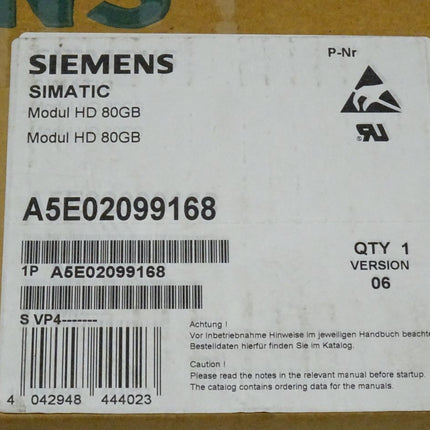 NS
SIEMENS
P-Nr
SIMATIC
Modul HD 80GB
Modul HD 80GB
A5E02099168
1P A5E02099168
QTY 1
VERSION
06
S VP4-------
Achtung !
Vor Inbetriebnahme Hinweise im jeweiligen Handbuch
Bestelldaten hierfür finden Sie im Katalog.
Caution !
Please read the notes in the relevant manual before startup.
The catalog contains ordering data for the manuals.
4 042948 444023